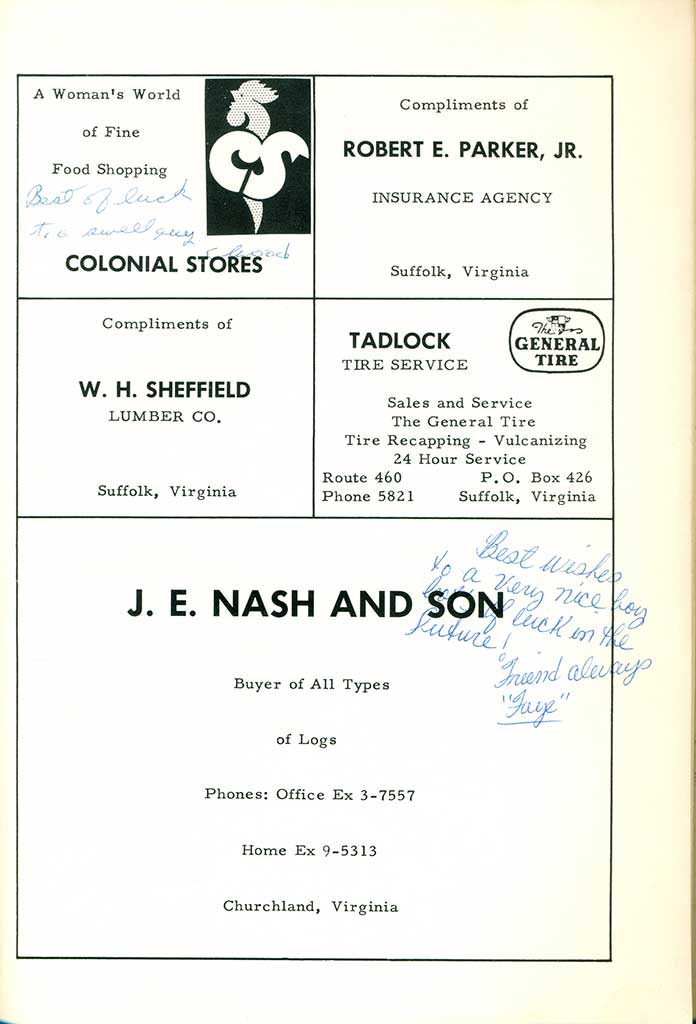 A Woman's World
of Fine
Food Shopping
Best of luck
to a swell guy
COLONIAL STORES
Compliments of
ROBERT E. PARKER, JR.
INSURANCE AGENCY
Suffolk, Virginia
Compliments of
W. H. SHEFFIELD
LUMBER CO.
Suffolk, Virginia
TADLOCK
TIRE SERVICE
The
GENERAL
TIRE
Sales and Service
The General Tire
Tire Recapping - Vulcanizing
24 Hour Service
Route 460 P.O. Box 426
Phone 5821 Suffolk, Virginia
Best wishes
to a very nice boy
of luck in the
future!
Friend always
"Faye"
J. E. NASH AND SON
Buyer of All Types
of Logs
Phones: Office Ex 3-7557
Home Ex 9-5313
Churchland, Virginia